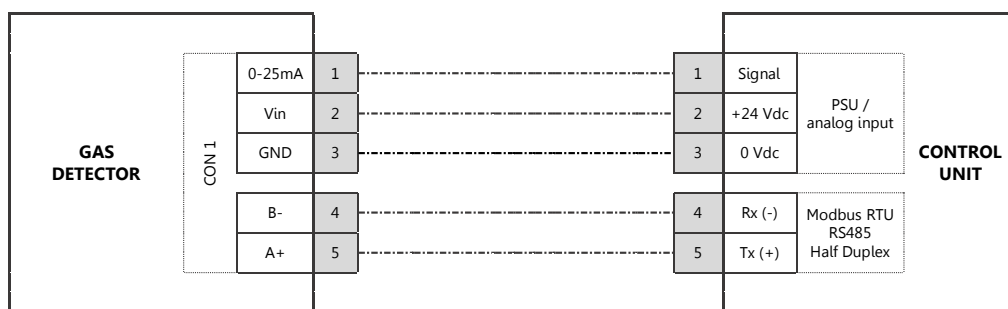 0-25mA 1 1 Signal
Vin 2 2 +24 Vdc
PSU /
analog input
GND 3 3 0 Vdc
GAS
DETECTOR
CON 1
CONTROL
UNIT
B- 4 4 Rx (-)
A+ 5 5 Tx (+)
Modbus RTU
RS485
Half Duplex